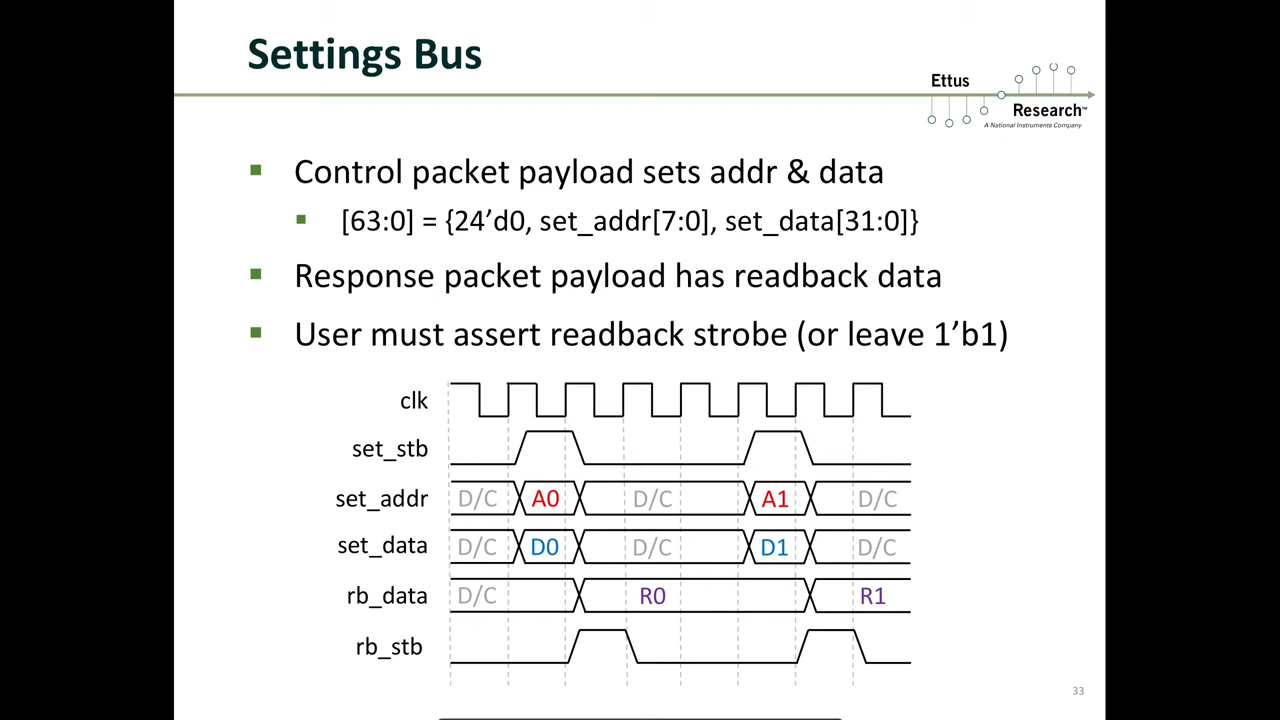 Settings Bus
Ettus
Research™
A National Instruments Company
Control packet payload sets addr & data
[63:0] = {24’d0, set_addr[7:0], set_data[31:0]}
Response packet payload has readback data
User must assert readback strobe (or leave 1’b1)
clk
set_stb
set_addr D/C A0 D/C A1 D/C
set_data D/C D0 D/C D1 D/C
rb_data D/C R0 R1
rb_stb
33